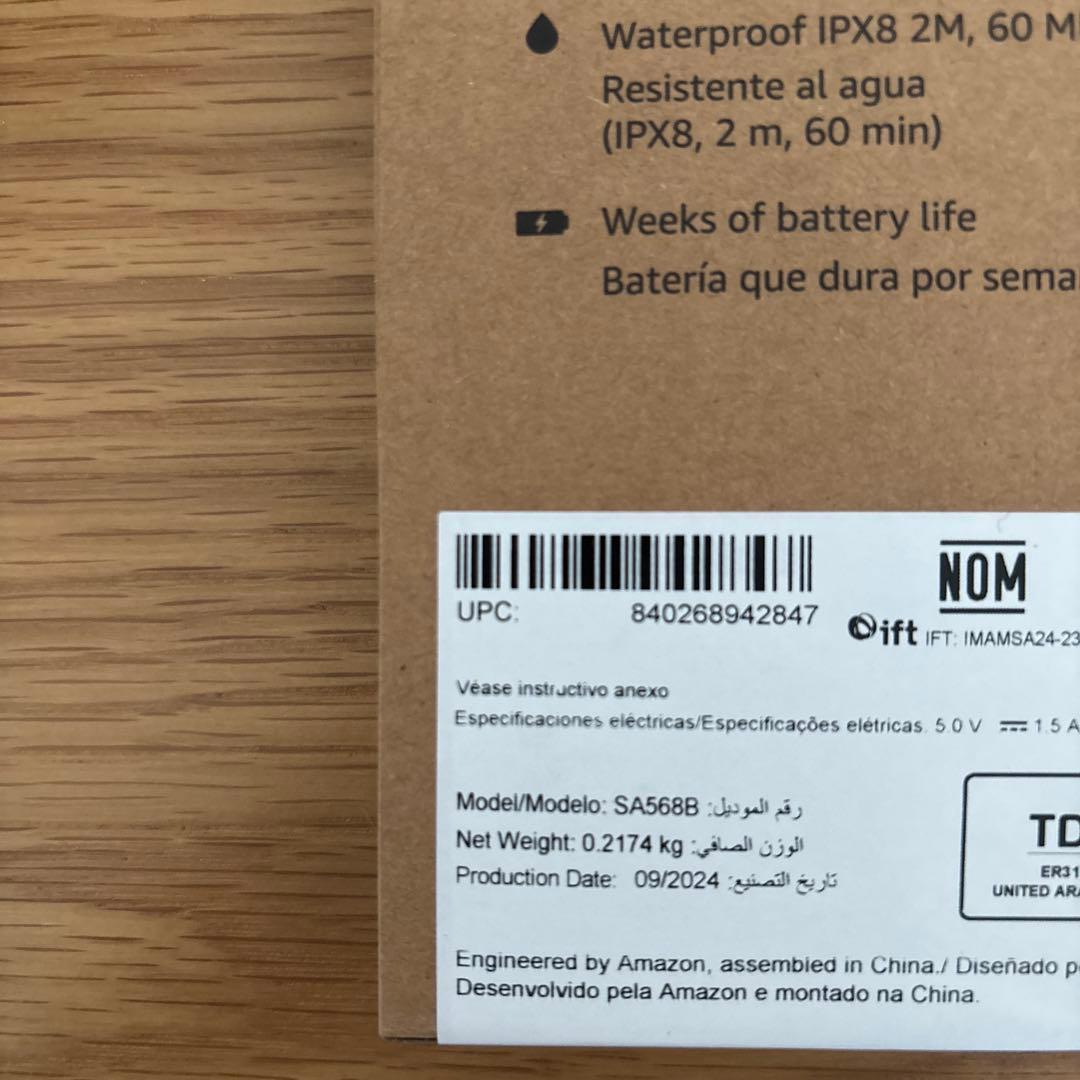 Waterproof IPX8 2M, 60 M
Resistente al agua
(IPX8, 2 m, 60 min)
Weeks of battery life
Batería que dura por sema
UPC: 840268942847
NOM
ift IFT: IMAMSA24-23
Véase instructivo anexo
Especificaciones eléctricas/Especificações elétricas. 5.0 V ⎓ 1.5 A
Model/Modelo: SA568B رقم الموديل:
Net Weight: 0.2174 kg الوزن الصافي:
Production Date: 09/2024 تاريخ التصنيع:
TD
ER31
UNITED ARA
Engineered by Amazon, assembled in China./ Diseñado p
Desenvolvido pela Amazon e montado na China.